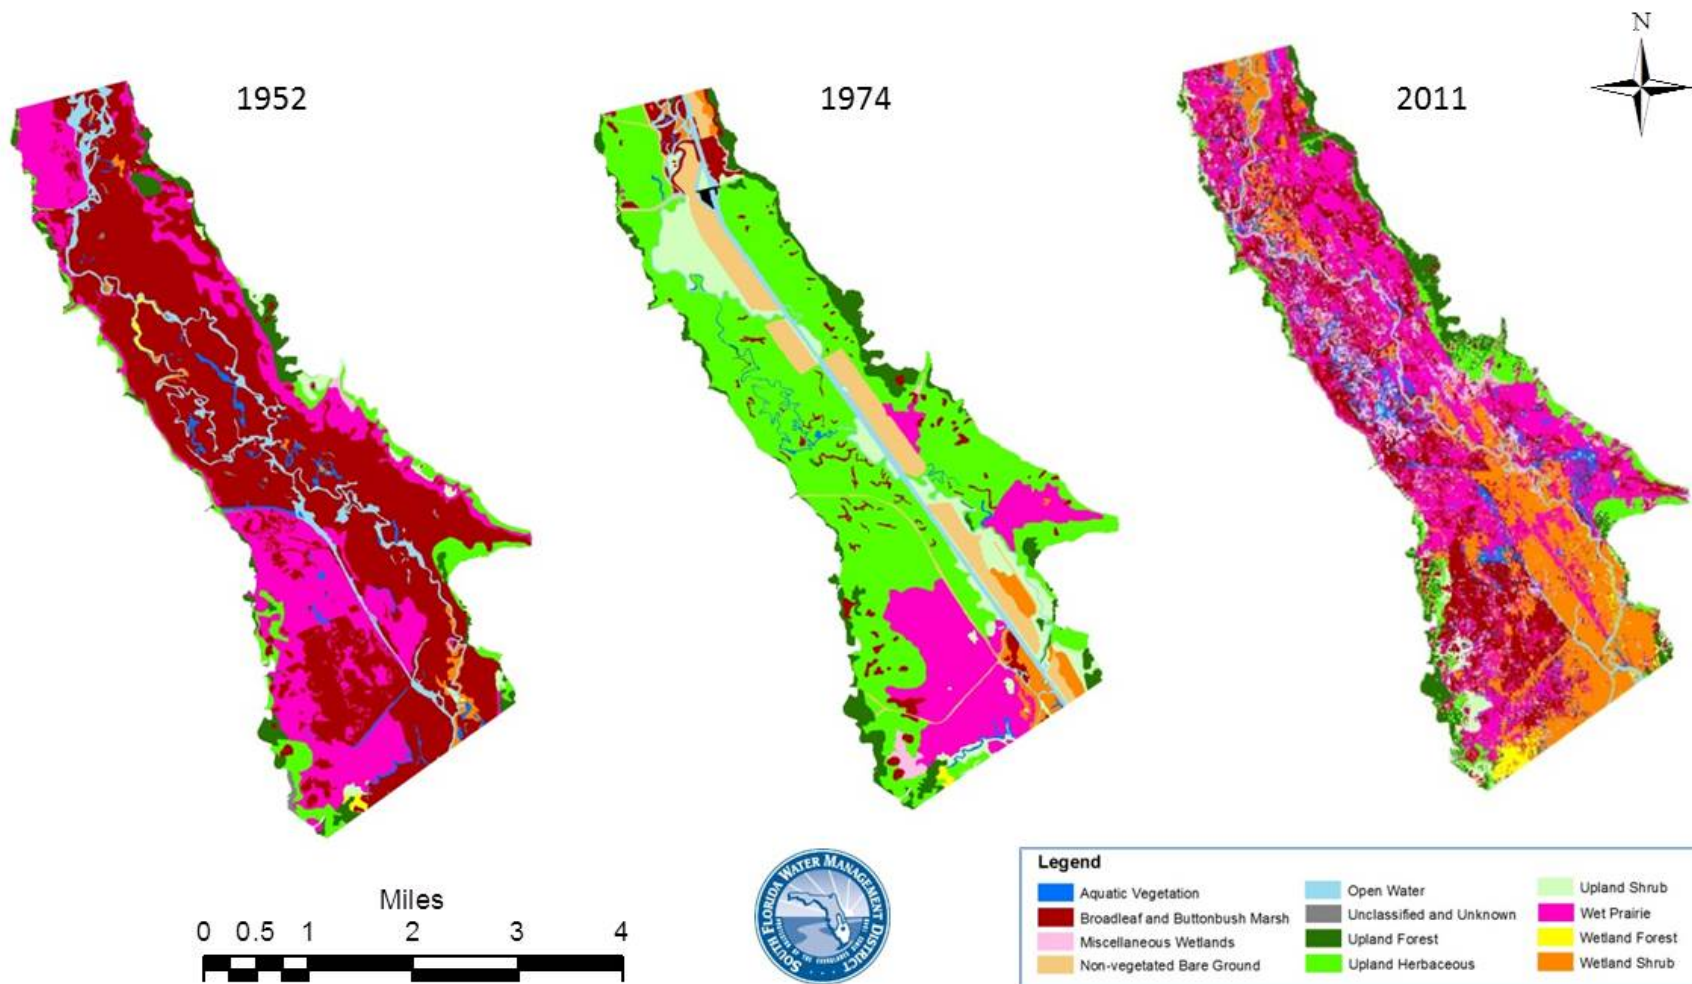 1952
1974
2011
N
Miles
0 0.5 1 2 3 4
SOUTH FLORIDA WATER MANAGEMENT DISTRICT
Legend
Aquatic Vegetation
Broadleaf and Buttonbush Marsh
Miscellaneous Wetlands
Non-vegetated Bare Ground
Open Water
Unclassified and Unknown
Upland Forest
Upland Herbaceous
Upland Shrub
Wet Prairie
Wetland Forest
Wetland Shrub